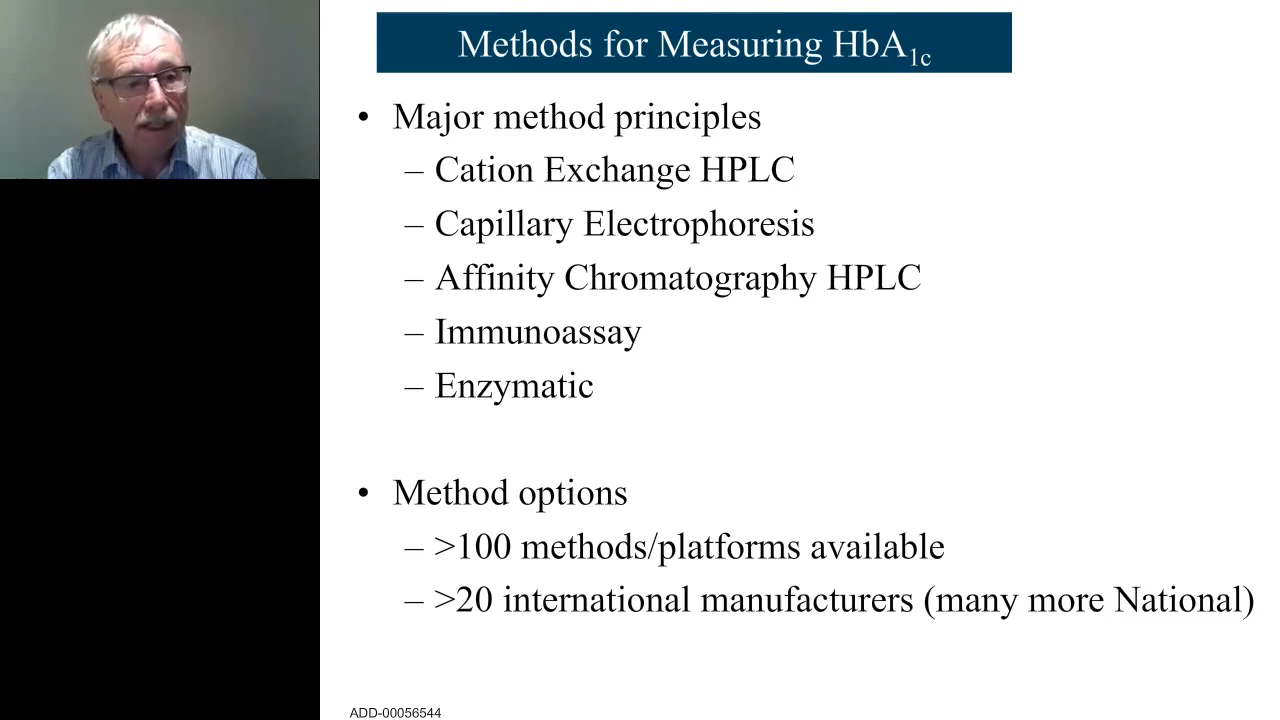 Methods for Measuring HbA1c
• Major method principles
– Cation Exchange HPLC
– Capillary Electrophoresis
– Affinity Chromatography HPLC
– Immunoassay
– Enzymatic
• Method options
– >100 methods/platforms available
– >20 international manufacturers (many more National)
ADD-00056544